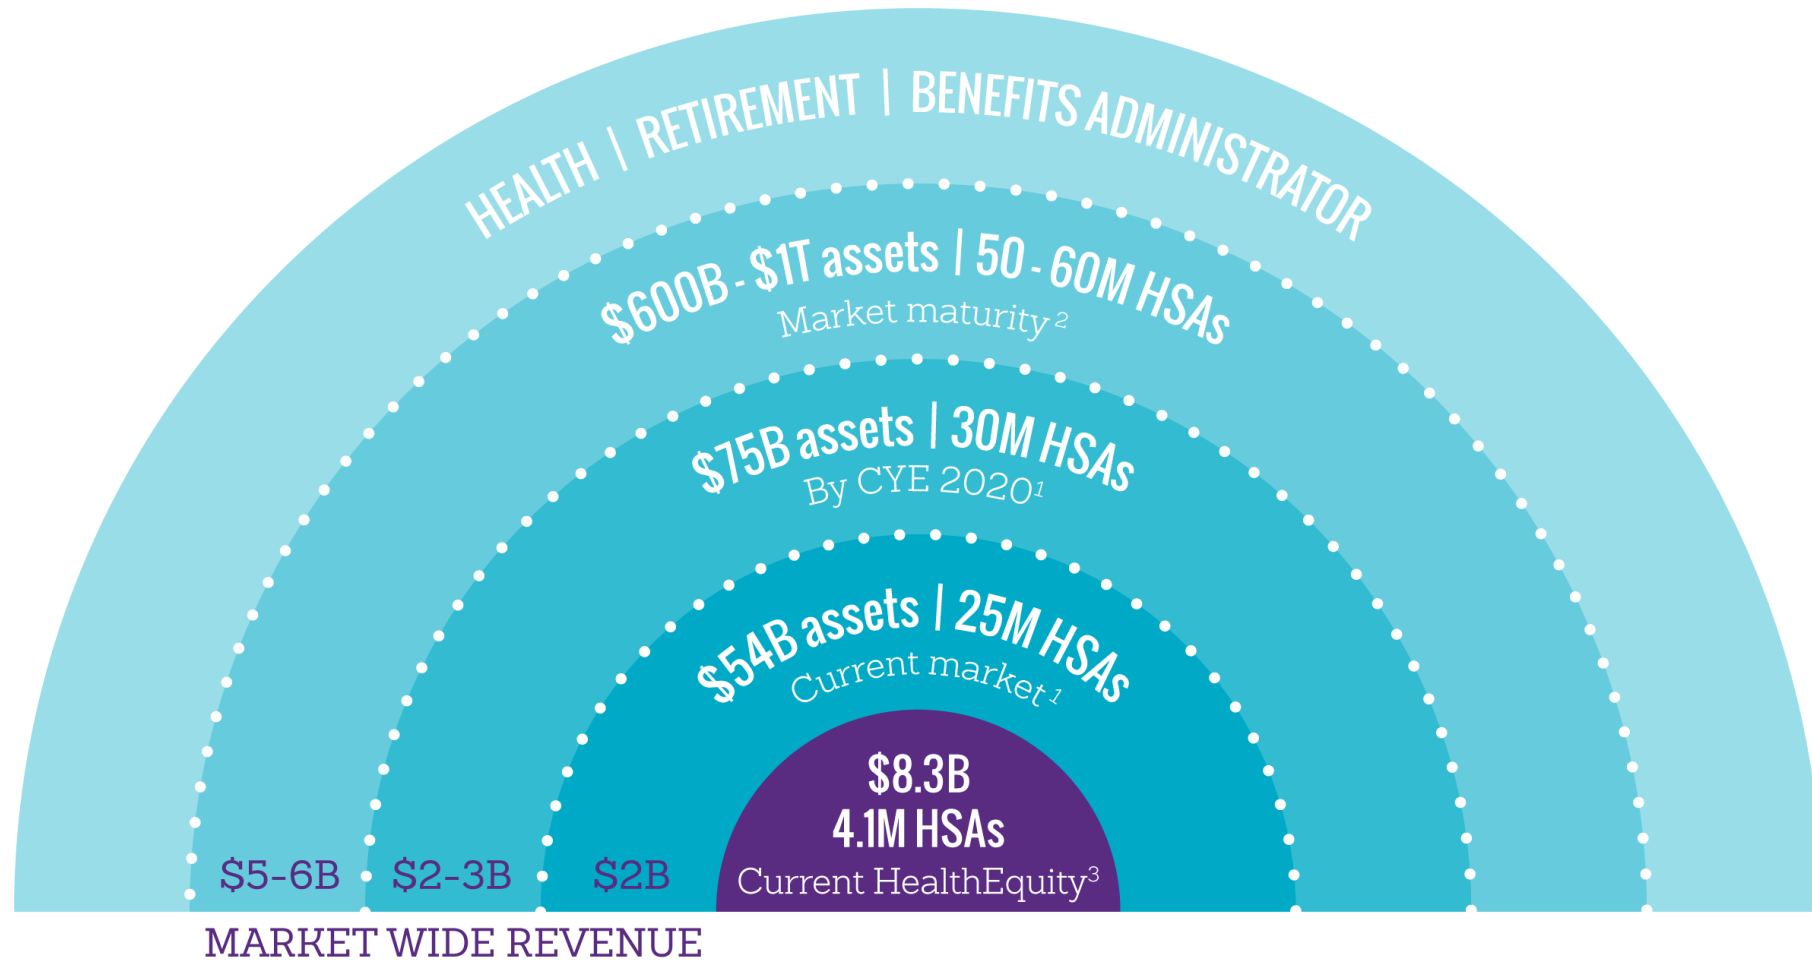 HEALTH | RETIREMENT | BENEFITS ADMINISTRATOR
$600B - $1T assets | 50 - 60M HSAs
Market maturity 2
$75B assets | 30M HSAs
By CYE 2020 1
$54B assets | 25M HSAs
Current market 1
$8.3B
4.1M HSAs
Current HealthEquity3
$5-6B
$2-3B
$2B
MARKET WIDE REVENUE